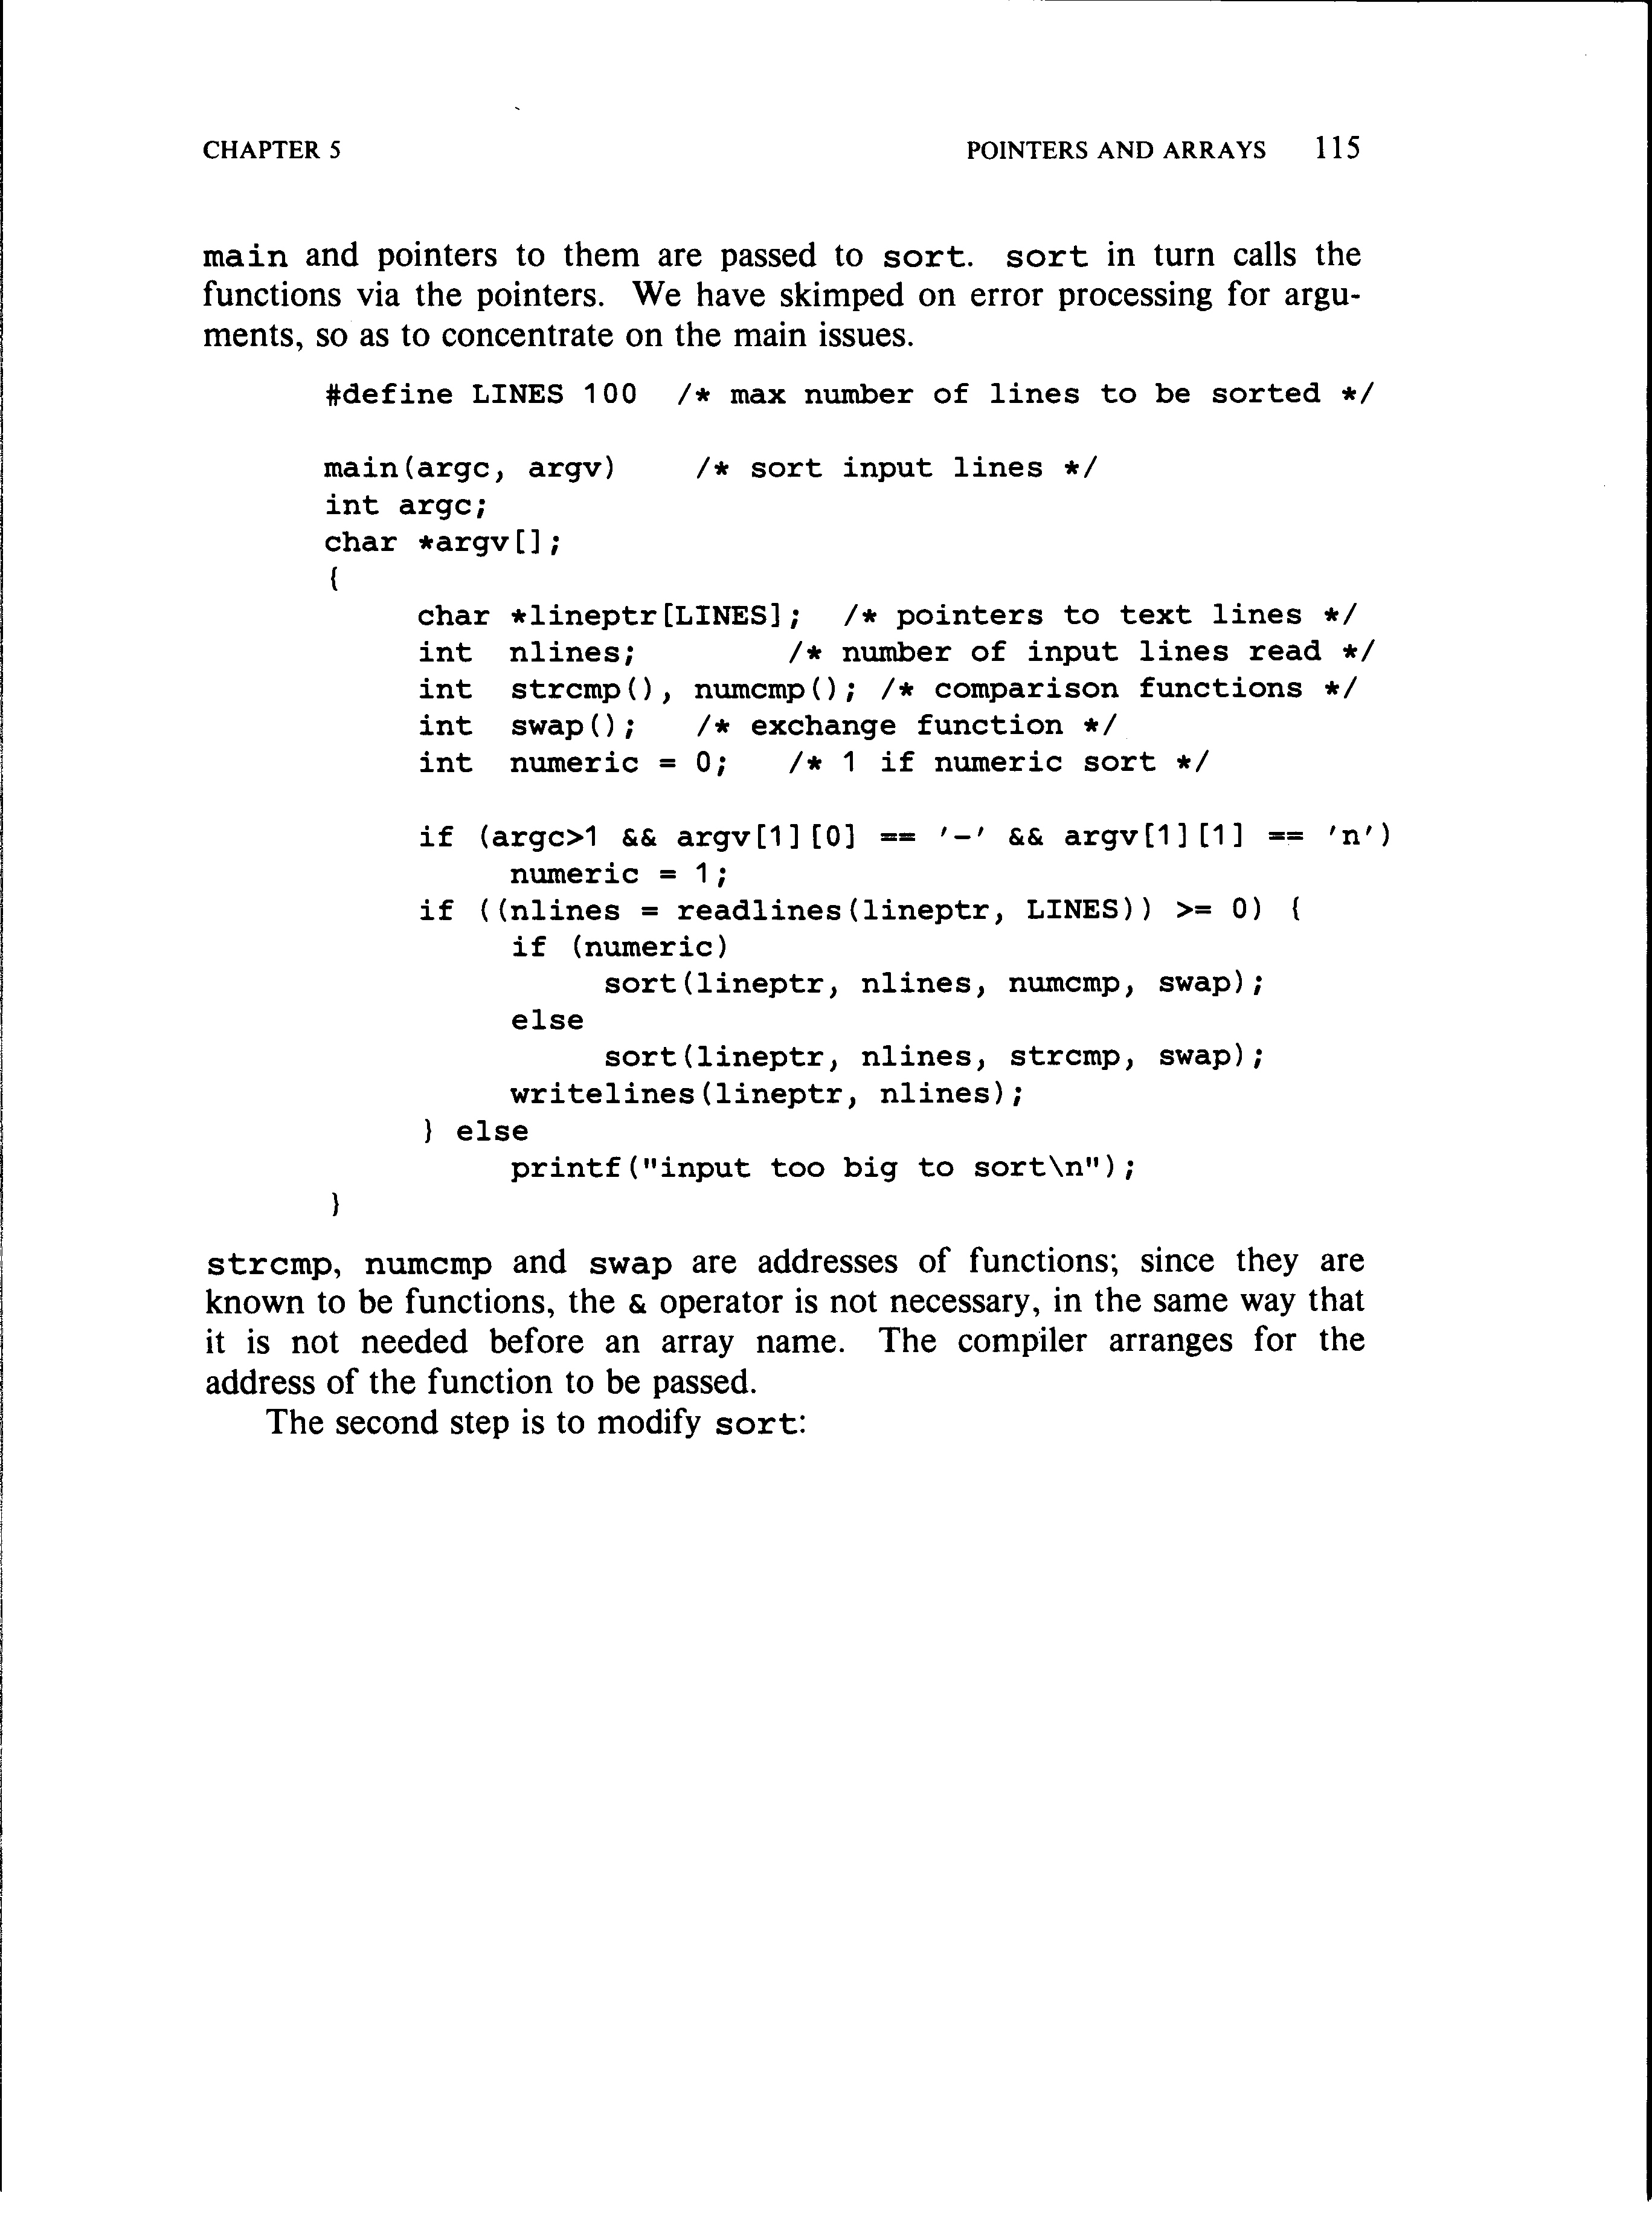 CHAPTER 5 POINTERS AND ARRAYS 115
main and pointers to them are passed to sort. sort in turn calls the
functions via the pointers. We have skimped on error processing for argu-
ments, so as to concentrate on the main issues.
#define LINES 100  /* max number of lines to be sorted */
main(argc, argv)    /* sort input lines */
int argc;
char *argv[];
{
     char *lineptr[LINES];  /* pointers to text lines */
     int  nlines;        /* number of input lines read */
     int  strcmp(), numcmp(); /* comparison functions */
     int  swap();   /* exchange function */
     int  numeric = 0;   /* 1 if numeric sort */
     if (argc>1 && argv[1][0] == '-' && argv[1][1] == 'n')
          numeric = 1;
     if ((nlines = readlines(lineptr, LINES)) >= 0) {
          if (numeric)
               sort(lineptr, nlines, numcmp, swap);
          else
               sort(lineptr, nlines, strcmp, swap);
          writelines(lineptr, nlines);
     } else
          printf("input too big to sort\n");
}
strcmp, numcmp and swap are addresses of functions; since they are
known to be functions, the & operator is not necessary, in the same way that
it is not needed before an array name. The compiler arranges for the
address of the function to be passed.
The second step is to modify sort: